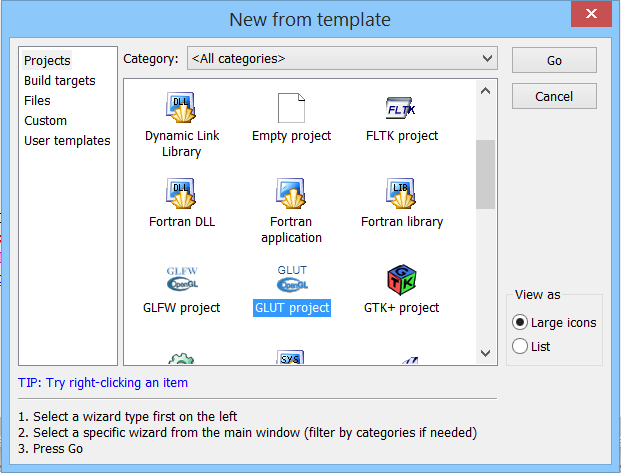 New from template
Projects
Build targets
Files
Custom
User templates
Category: <All categories>
Go
Cancel
DLL
FLTK
Dynamic Link
Library
Empty project
FLTK project
DLL
LIB
Fortran DLL
Fortran
application
Fortran library
GLFW
OpenGL
GLUT
OpenGL
GTK
GLFW project
GLUT project
GTK+ project
SYS
View as
Large icons
List
TIP: Try right-clicking an item
1. Select a wizard type first on the left
2. Select a specific wizard from the main window (filter by categories if needed)
3. Press Go